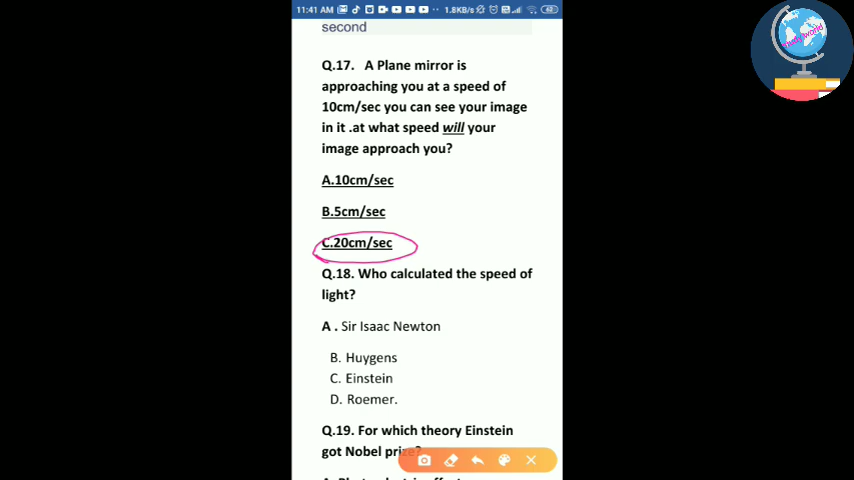 11:41 AM
1.8KB/s
second
study world
Q.17. A Plane mirror is
approaching you at a speed of
10cm/sec you can see your image
in it .at what speed will your
image approach you?
A.10cm/sec
B.5cm/sec
C.20cm/sec
Q.18. Who calculated the speed of
light?
A . Sir Isaac Newton
B. Huygens
C. Einstein
D. Roemer.
Q.19. For which theory Einstein
got Nobel prize?